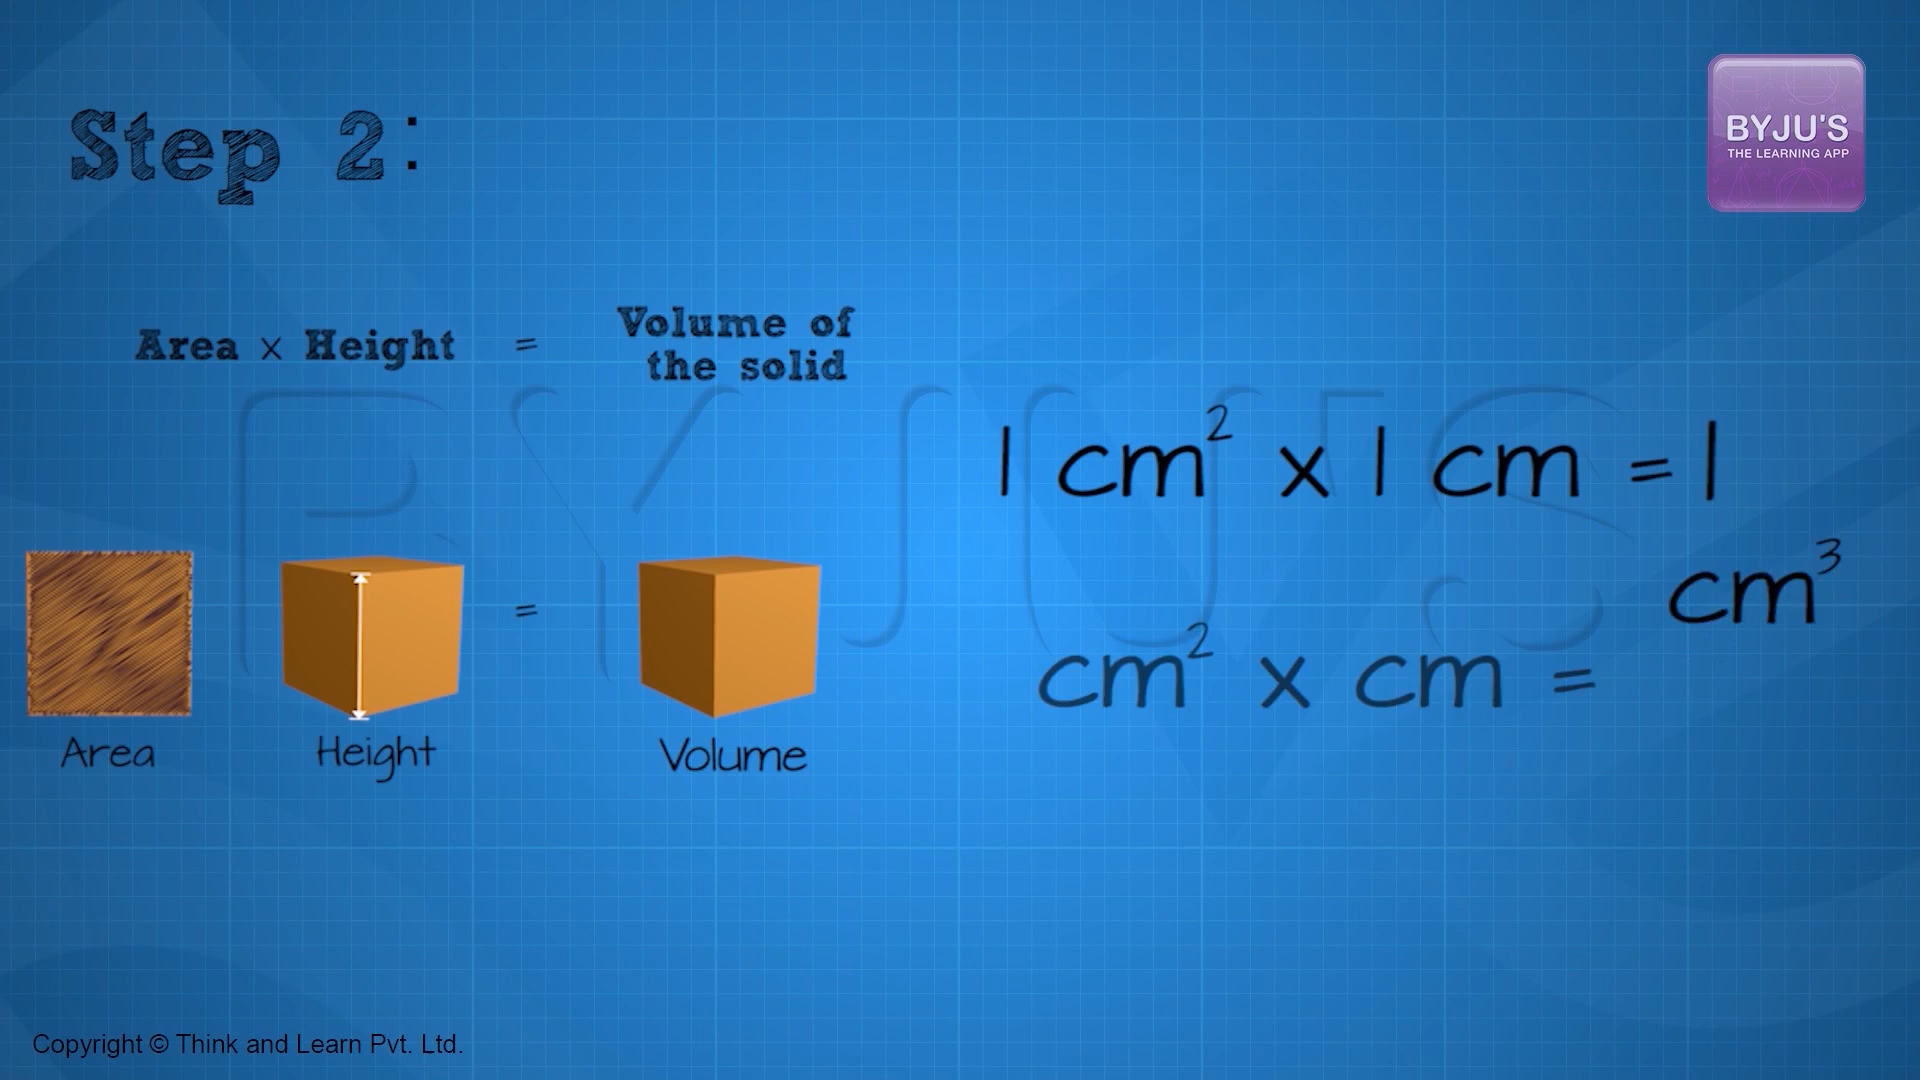 Step 2:
BYJU'S
THE LEARNING APP
Area x Height = Volume of
the solid
1 cm² x 1 cm = 1
cm³
cm² x cm =
=
Area Height Volume
BYJU'S
Copyright © Think and Learn Pvt. Ltd.